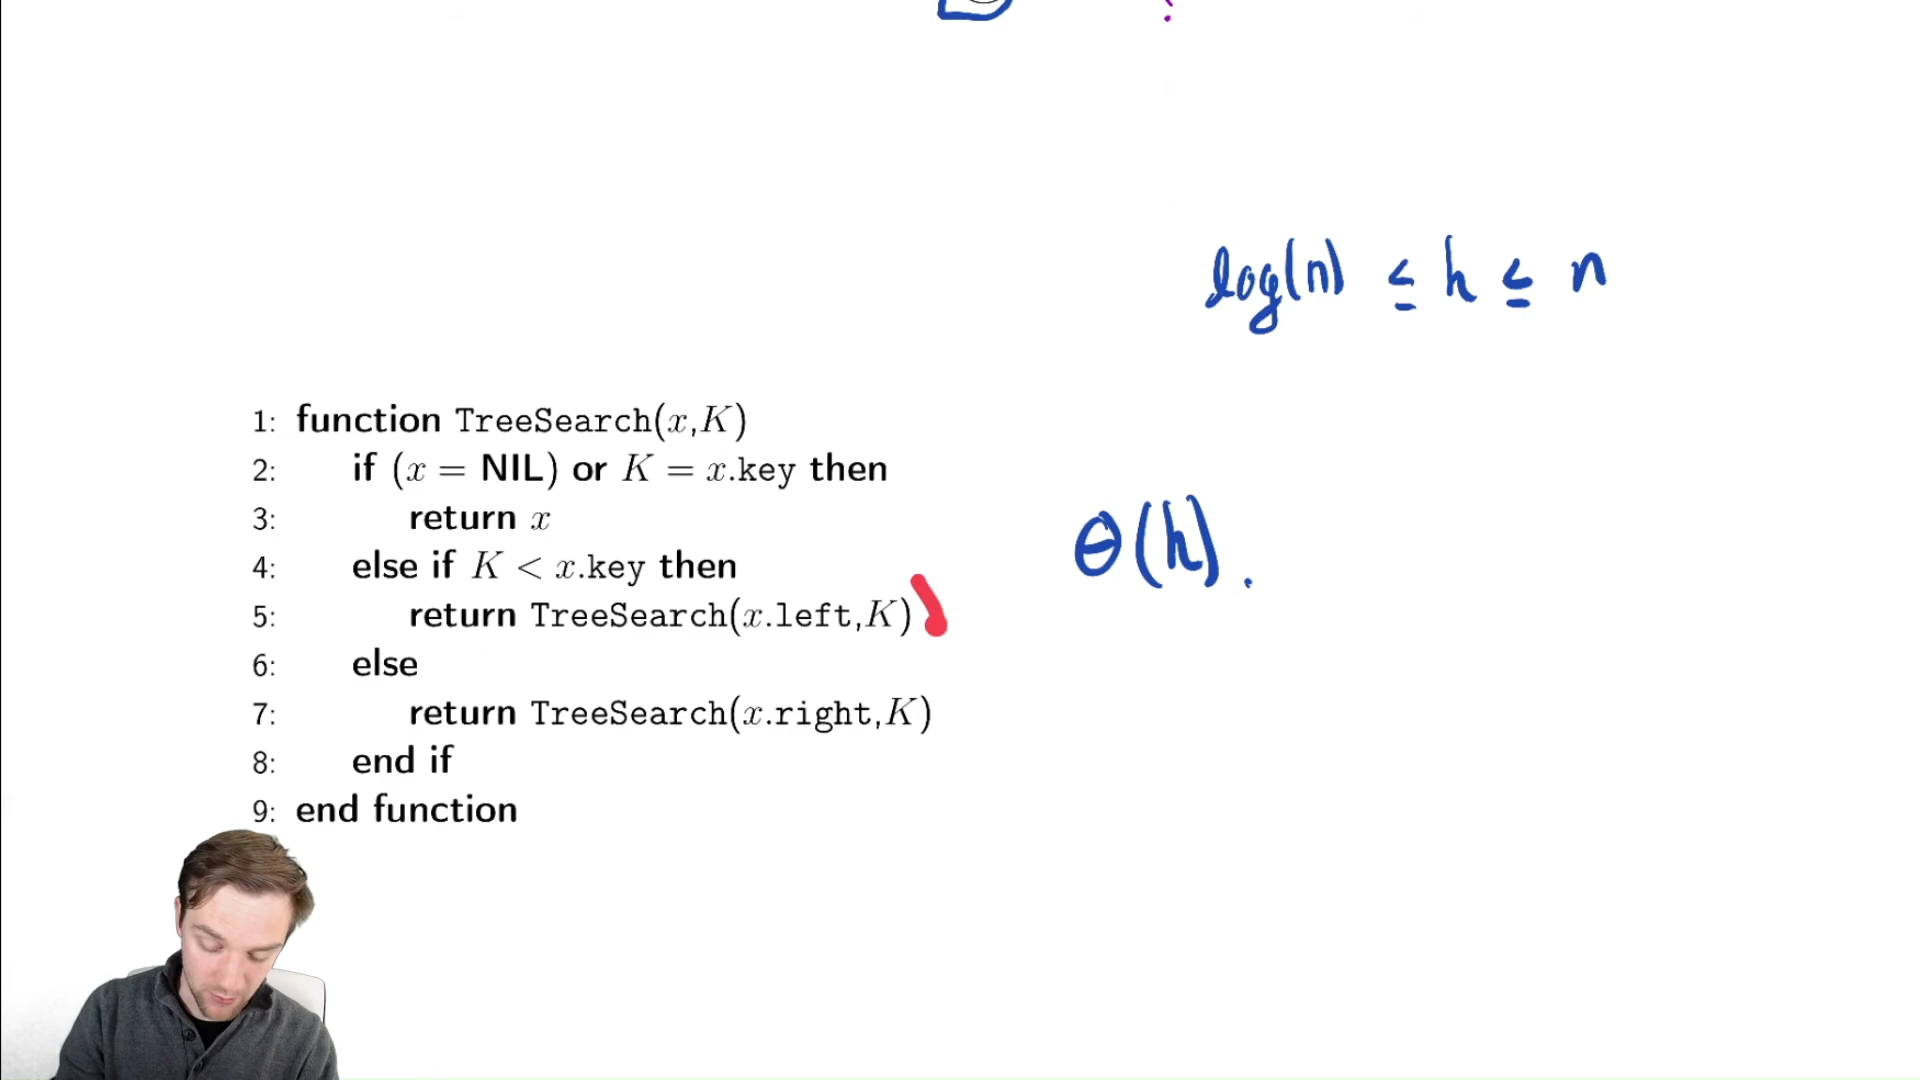 log(n) ≤ h ≤ n
1: function TreeSearch(x,K)
2: if (x = NIL) or K = x.key then
3: return x
4: else if K < x.key then
5: return TreeSearch(x.left,K)
6: else
7: return TreeSearch(x.right,K)
8: end if
9: end function
Θ(h).